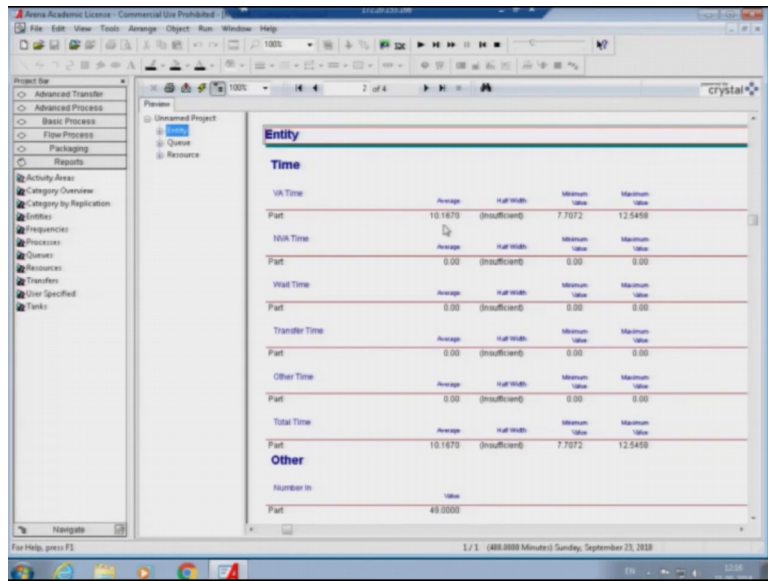 Arena Academic License - Commercial Use Prohibited - [
172.20.253.208
File Edit View Tools Arrange Object Run Window Help
100%
Project Bar
Advanced Transfer
Advanced Process
Basic Process
Flow Process
Packaging
Reports
Activity Areas
Category Overview
Category by Replication
Entities
Frequencies
Processes
Queues
Resources
Transfers
User Specified
Tanks
Navigate
100%
2 of 4
crystal
Preview
Unnamed Project
Entity
Queue
Resource
Entity
Time
VA Time
Average Half Width Minimum Value Maximum Value
Part 10.1670 (Insufficient) 7.7072 12.5458
NVA Time
Average Half Width Minimum Value Maximum Value
Part 0.00 (Insufficient) 0.00 0.00
Wait Time
Average Half Width Minimum Value Maximum Value
Part 0.00 (Insufficient) 0.00 0.00
Transfer Time
Average Half Width Minimum Value Maximum Value
Part 0.00 (Insufficient) 0.00 0.00
Other Time
Average Half Width Minimum Value Maximum Value
Part 0.00 (Insufficient) 0.00 0.00
Total Time
Average Half Width Minimum Value Maximum Value
Part 10.1670 (Insufficient) 7.7072 12.5458
Other
Number In
Value
Part 49.0000
For Help, press F1
1/1 (480.0000 Minutes) Sunday, September 23, 2018
EN
12:18